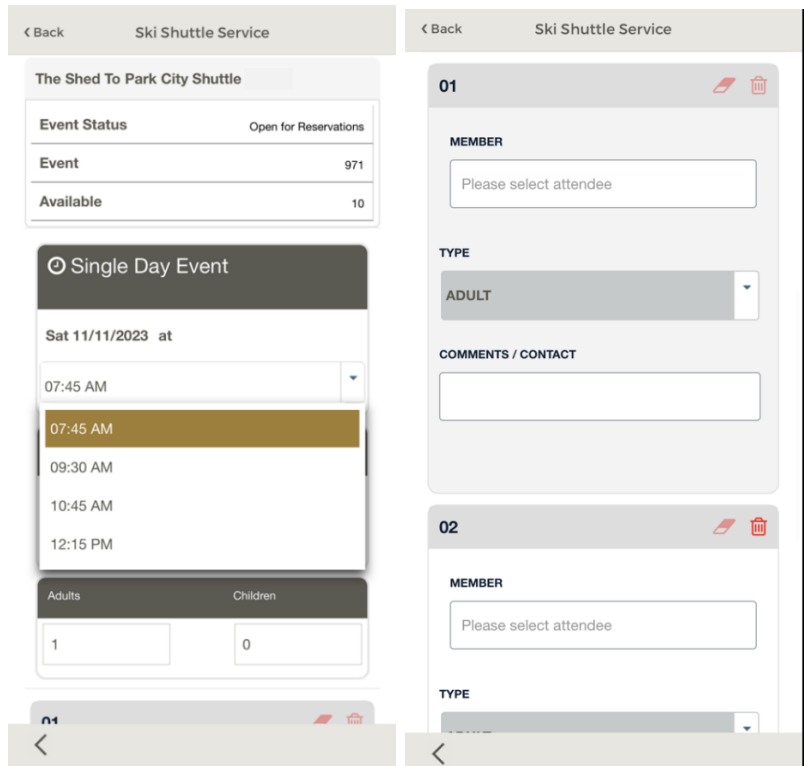 Back Ski Shuttle Service
The Shed To Park City Shuttle
Event Status Open for Reservations
Event 971
Available 10
Single Day Event
Sat 11/11/2023 at
07:45 AM
07:45 AM
09:30 AM
10:45 AM
12:15 PM
Adults Children
1 0
01
Back Ski Shuttle Service
01
MEMBER
Please select attendee
TYPE
ADULT
COMMENTS / CONTACT
02
MEMBER
Please select attendee
TYPE